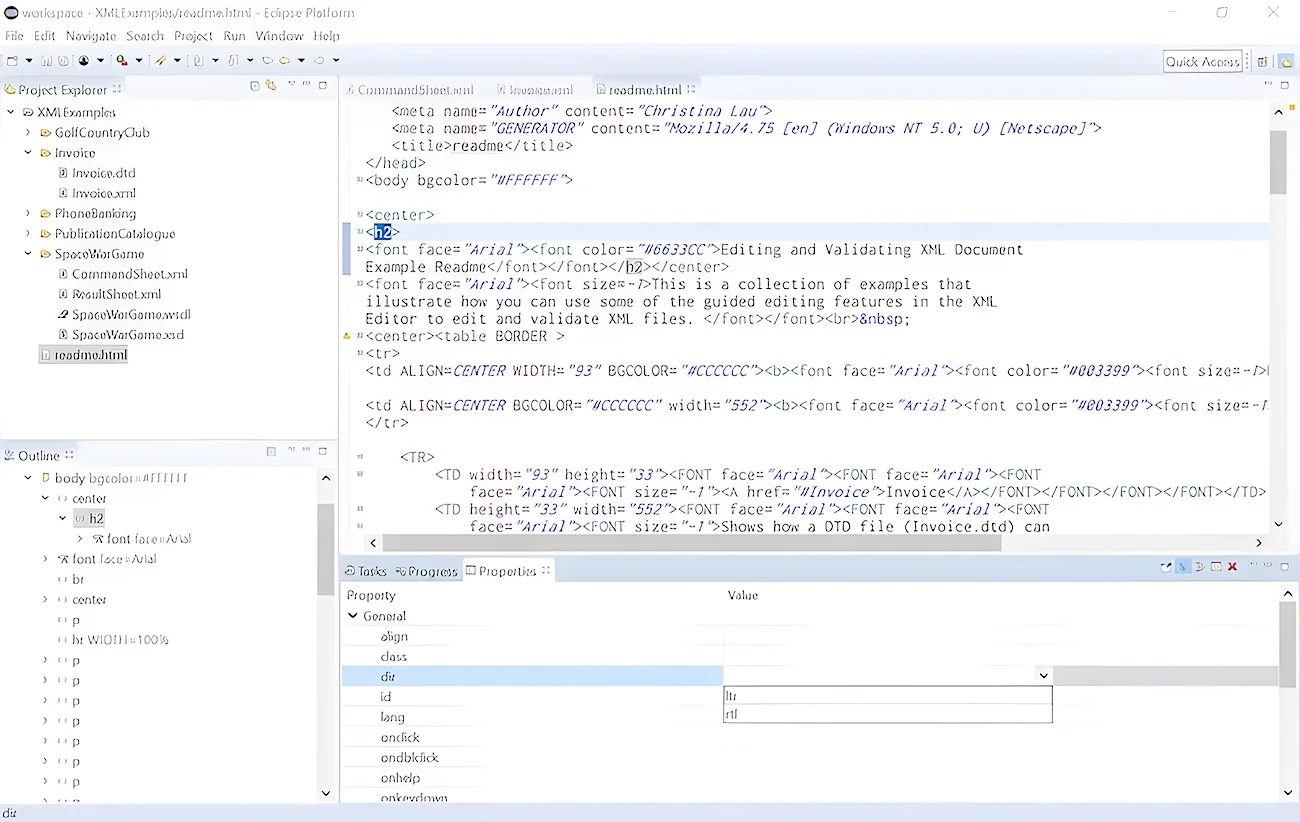 workspace - XMLExamples/readme.html - Eclipse Platform
File Edit Navigate Search Project Run Window Help
Quick Access
Project Explorer
XMLExamples
GolfCountryClub
Invoice
Invoice.dtd
Invoice.xml
PhoneBanking
PublicationCatalogue
SpaceWarGame
CommandSheet.xml
ResultSheet.xml
SpaceWarGame.wsdl
SpaceWarGame.xsd
readme.html
Outline
body bgcolor=#FFFFFF
center
h2
font face=Arial
font face=Arial
br
center
p
hr WIDTH=100%
p
p
p
p
p
p
p
CommandSheet.xml Invoice.xml readme.html
<meta name="Author" content="Christina Lau">
<meta name="GENERATOR" content="Mozilla/4.75 [en] (Windows NT 5.0; U) [Netscape]">
<title>readme</title>
</head>
<body bgcolor="#FFFFFF">
<center>
<h2>
<font face="Arial"><font color="#6633CC">Editing and Validating XML Document
Example Readme</font></font></h2></center>
<font face="Arial"><font size=-1>This is a collection of examples that
illustrate how you can use some of the guided editing features in the XML
Editor to edit and validate XML files. </font></font><br>&nbsp;
<center><table BORDER >
<tr>
<td ALIGN=CENTER WIDTH="93" BGCOLOR="#CCCCCC"><b><font face="Arial"><font color="#003399"><font size=-1>
<td ALIGN=CENTER BGCOLOR="#CCCCCC" width="552"><b><font face="Arial"><font color="#003399"><font size=-1
</tr>
<TR>
<TD width="93" height="33"><FONT face="Arial"><FONT face="Arial"><FONT
face="Arial"><FONT size="-1"><A href="#Invoice">Invoice</A></FONT></FONT></FONT></FONT></TD>
<TD height="33" width="552"><FONT face="Arial"><FONT face="Arial"><FONT
face="Arial"><FONT size="-1">Shows how a DTD file (Invoice.dtd) can
Tasks Progress Properties
Property Value
General
align
class
dir
ltr
id
rtl
lang
onclick
ondblclick
onhelp
onkeydown
dir